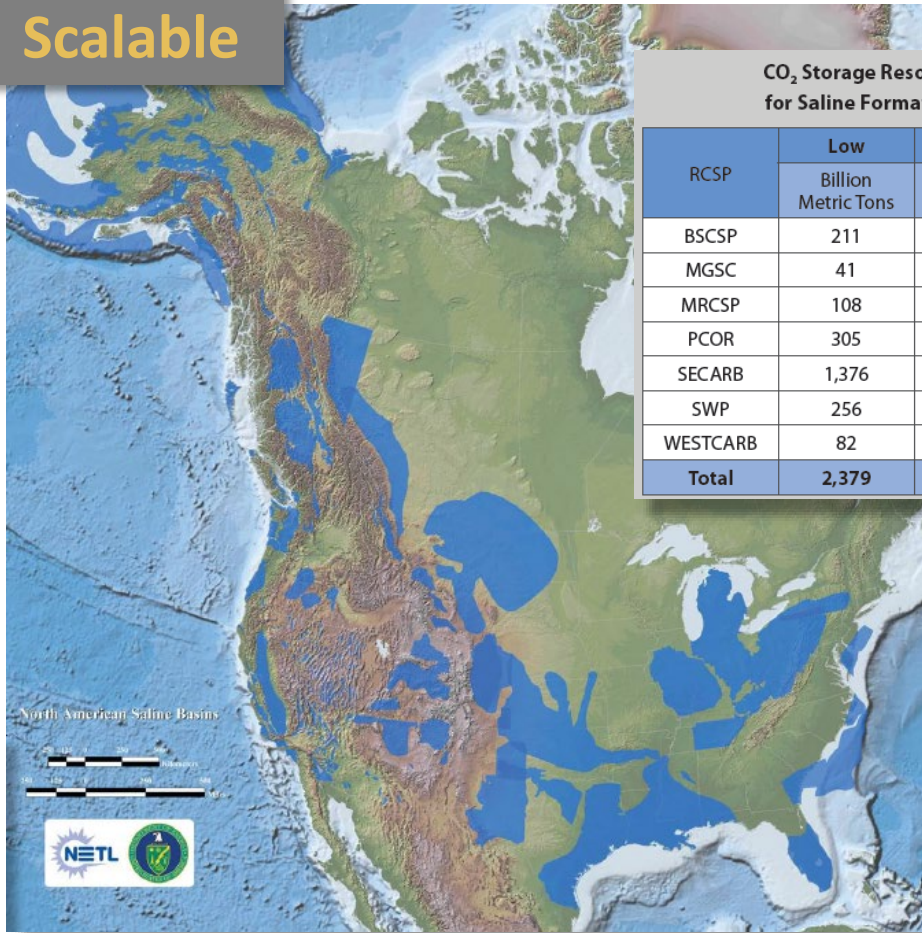 Scalable
CO₂ Storage Reso
for Saline Forma
RCSP
Low
Billion
Metric Tons
BSCSP 211
MGSC 41
MRCSP 108
PCOR 305
SECARB 1,376
SWP 256
WESTCARB 82
Total 2,379
North American Saline Basins
Kilometers
NETL